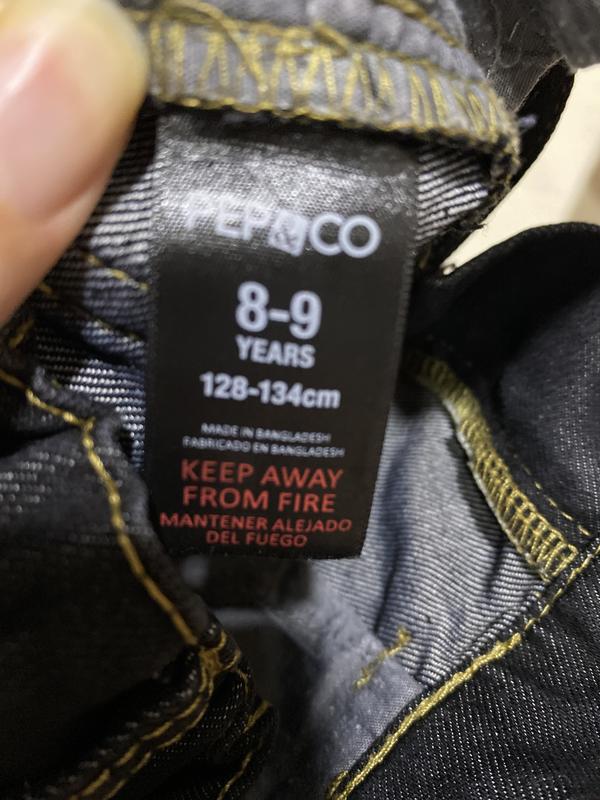 PEP&CO
8-9
YEARS
128-134cm
MADE IN BANGLADESH
FABRICADO EN BANGLADESH
KEEP AWAY
FROM FIRE
MANTENER ALEJADO
DEL FUEGO